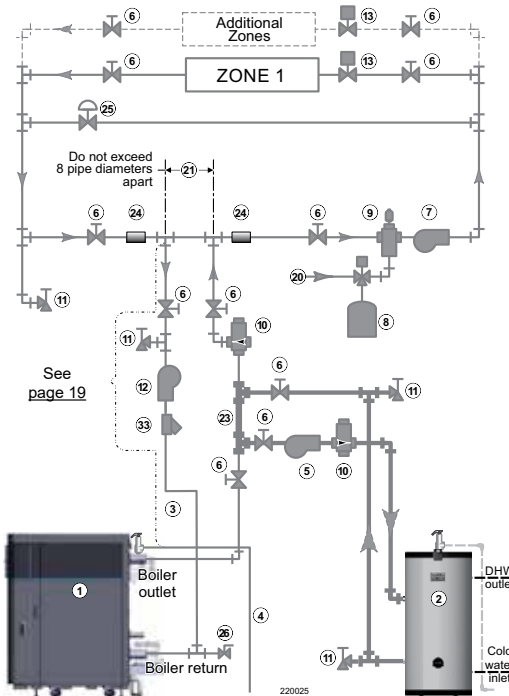 6
Additional
Zones
13
6
6
ZONE 1
13
6
25
Do not exceed
8 pipe diameters
apart
21
6
24
24
6
9
7
20
8
11
6
6
11
10
12
See
page 19
33
6
11
23
6
5
10
6
3
Boiler
outlet
1
4
2
DHW
outle
26
Boiler return
11
Cold
wate
inlet
220025